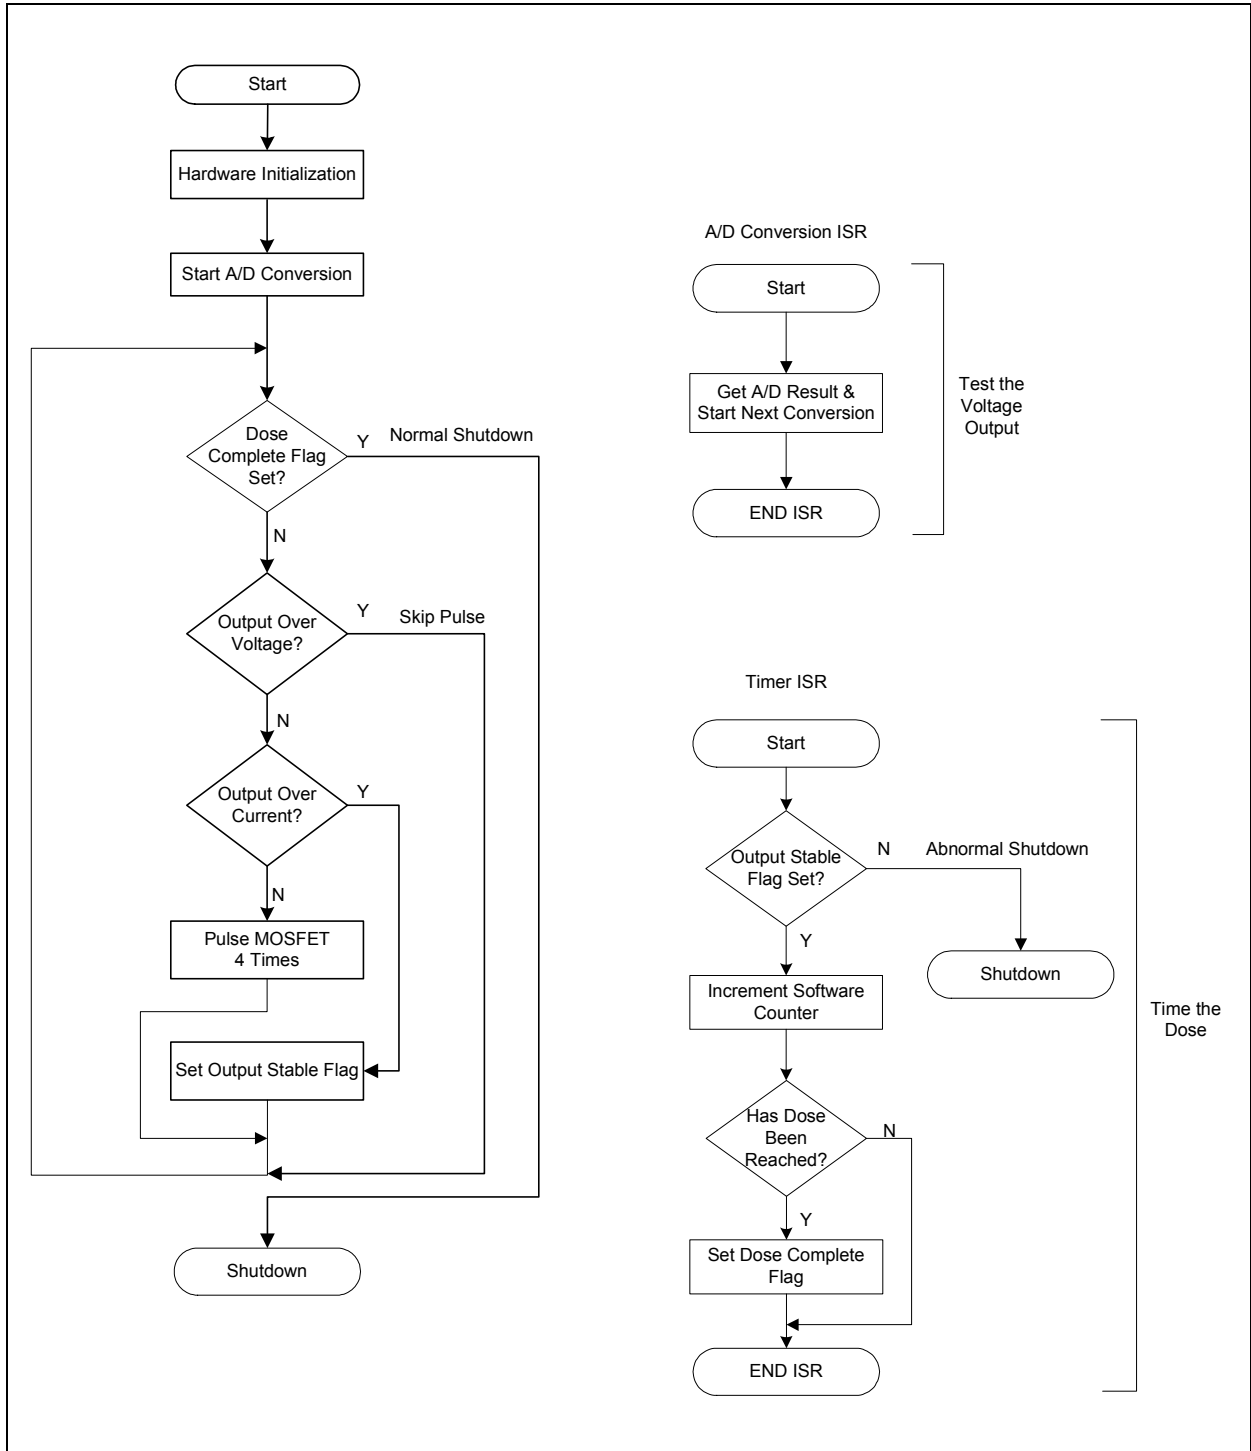 Start
Hardware Initialization
Start A/D Conversion
Dose
Complete Flag
Set?
Y
Normal Shutdown
N
Output Over
Voltage?
Y
Skip Pulse
N
Output Over
Current?
Y
N
Pulse MOSFET
4 Times
Set Output Stable Flag
Shutdown
A/D Conversion ISR
Start
Get A/D Result &
Start Next Conversion
END ISR
Test the
Voltage
Output
Timer ISR
Start
Output Stable
Flag Set?
N
Abnormal Shutdown
Y
Shutdown
Increment Software
Counter
Has Dose
Been
Reached?
N
Y
Set Dose Complete
Flag
END ISR
Time the
Dose